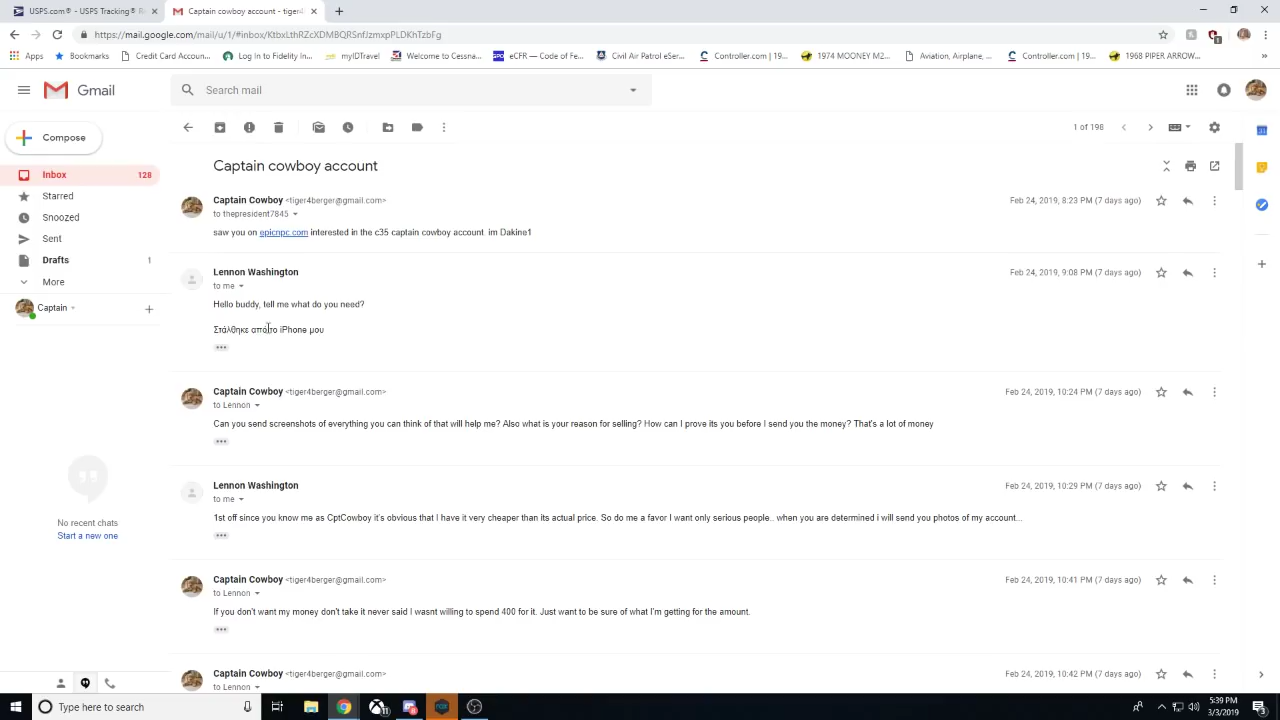 USPS.com® - USPS Tracking® R
Captain cowboy account - tiger4
https://mail.google.com/mail/u/1/#inbox/KtbxLthRZcXDMBQRSnfJzmxpPLDKhTzbFg
Apps
Bookmarks
Credit Card Accoun...
Log In to Fidelity In...
myIDTravel
Welcome to Cessna...
eCFR — Code of Fe...
Civil Air Patrol eSer...
Controller.com | 19...
1974 MOONEY M2...
Aviation, Airplane, ...
Controller.com | 19...
1968 PIPER ARROW...
»
Gmail
Search mail
Compose
1 of 198
Inbox 128
Starred
Snoozed
Sent
Drafts 1
More
Captain
No recent chats
Start a new one
Captain cowboy account
Captain Cowboy <tiger4berger@gmail.com> Feb 24, 2019, 8:23 PM (7 days ago)
to thepresident7845
saw you on epicnpc.com interested in the c35 captain cowboy account. im Dakine1
Lennon Washington Feb 24, 2019, 9:08 PM (7 days ago)
to me
Hello buddy, tell me what do you need?
Στάλθηκε από το iPhone μου
Captain Cowboy <tiger4berger@gmail.com> Feb 24, 2019, 10:24 PM (7 days ago)
to Lennon
Can you send screenshots of everything you can think of that will help me? Also what is your reason for selling? How can I prove its you before I send you the money? That's a lot of money
Lennon Washington Feb 24, 2019, 10:29 PM (7 days ago)
to me
1st off since you know me as CptCowboy it's obvious that I have it very cheaper than its actual price. So do me a favor I want only serious people.. when you are determined i will send you photos of my account...
Captain Cowboy <tiger4berger@gmail.com> Feb 24, 2019, 10:41 PM (7 days ago)
to Lennon
If you don't want my money don't take it never said I wasnt willing to spend 400 for it. Just want to be sure of what I'm getting for the amount.
Captain Cowboy <tiger4berger@gmail.com> Feb 24, 2019, 10:42 PM (7 days ago)
to Lennon
Type here to search
5:39 PM
3/3/2019